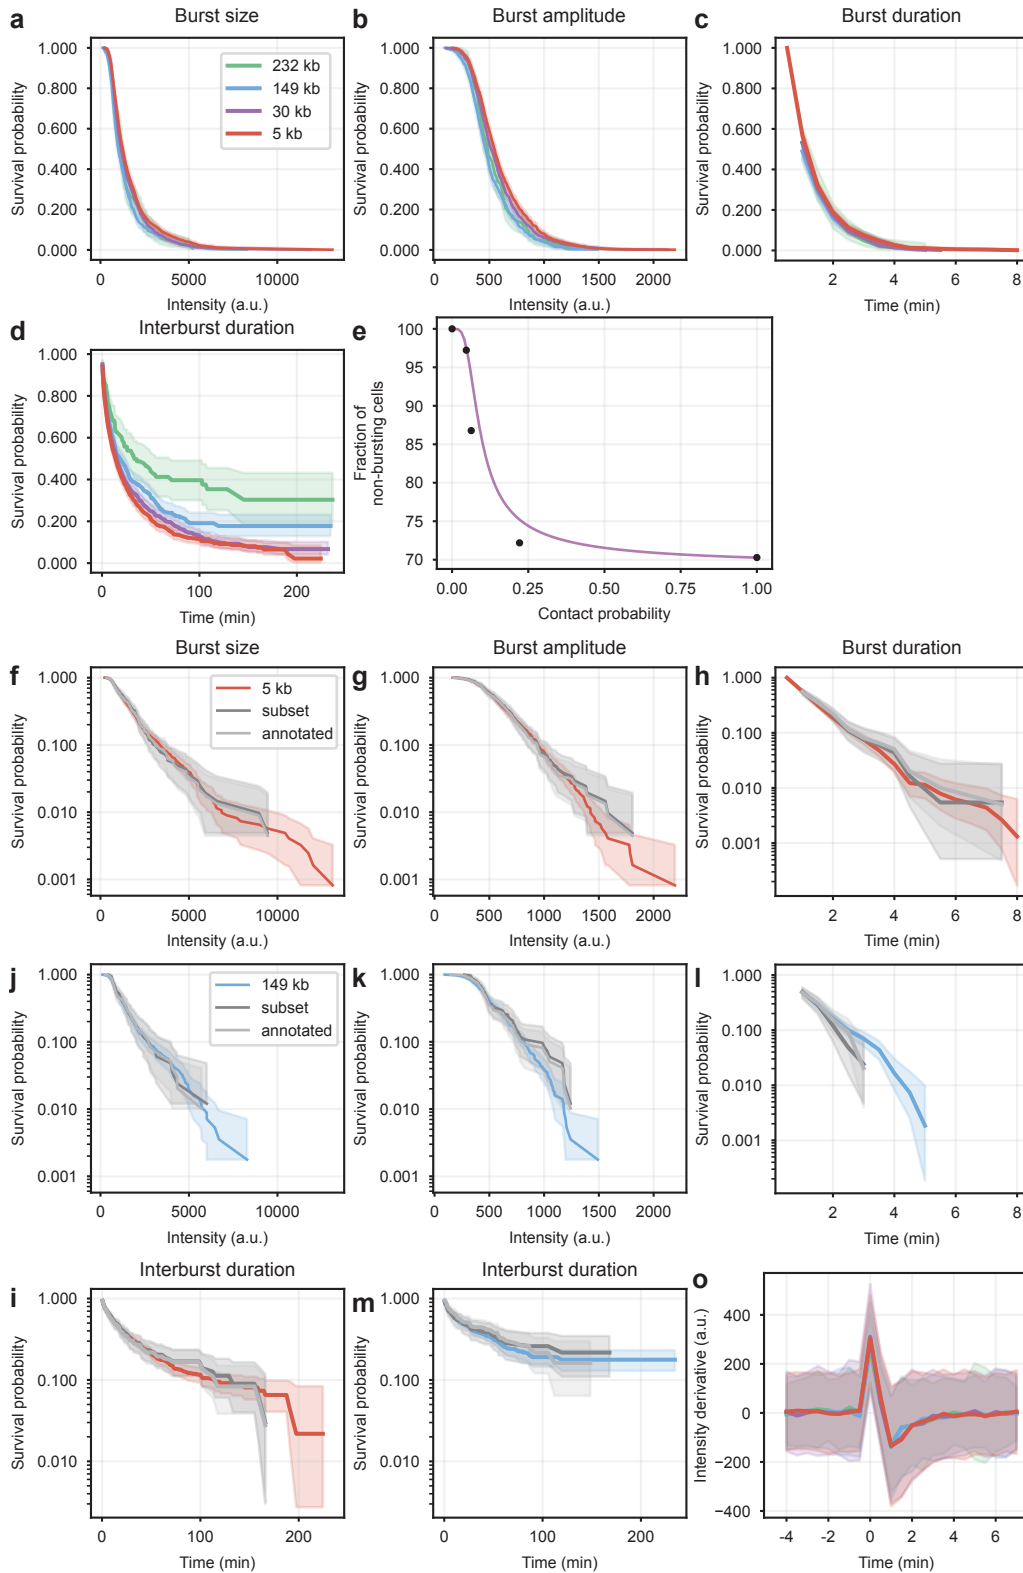 a
Burst size
Survival probability
1.000
0.800
0.600
0.400
0.200
0.000
232 kb
149 kb
30 kb
5 kb
0
5000
10000
Intensity (a.u.)
b
Burst amplitude
Survival probability
1.000
0.800
0.600
0.400
0.200
0.000
0
500
1000
1500
2000
Intensity (a.u.)
c
Burst duration
Survival probability
1.000
0.800
0.600
0.400
0.200
0.000
2
4
6
8
Time (min)
d
Interburst duration
Survival probability
1.000
0.800
0.600
0.400
0.200
0.000
0
100
200
Time (min)
e
Fraction of
non-bursting cells
100
95
90
85
80
75
70
0.00
0.25
0.50
0.75
1.00
Contact probability
f
Burst size
Survival probability
1.000
0.100
0.010
0.001
5 kb
subset
annotated
0
5000
10000
Intensity (a.u.)
g
Burst amplitude
Survival probability
1.000
0.100
0.010
0.001
0
500
1000
1500
2000
Intensity (a.u.)
h
Burst duration
Survival probability
1.000
0.100
0.010
0.001
2
4
6
8
Time (min)
j
Survival probability
1.000
0.100
0.010
0.001
149 kb
subset
annotated
0
5000
10000
Intensity (a.u.)
k
Survival probability
1.000
0.100
0.010
0.001
0
500
1000
1500
2000
Intensity (a.u.)
l
Survival probability
1.000
0.100
0.010
0.001
2
4
6
8
Time (min)
i
Interburst duration
Survival probability
1.000
0.100
0.010
0
100
200
Time (min)
m
Interburst duration
Survival probability
1.000
0.100
0.010
0
100
200
Time (min)
o
Intensity derivative (a.u.)
400
200
0
−200
−400
-4
-2
0
2
4
6
Time (min)